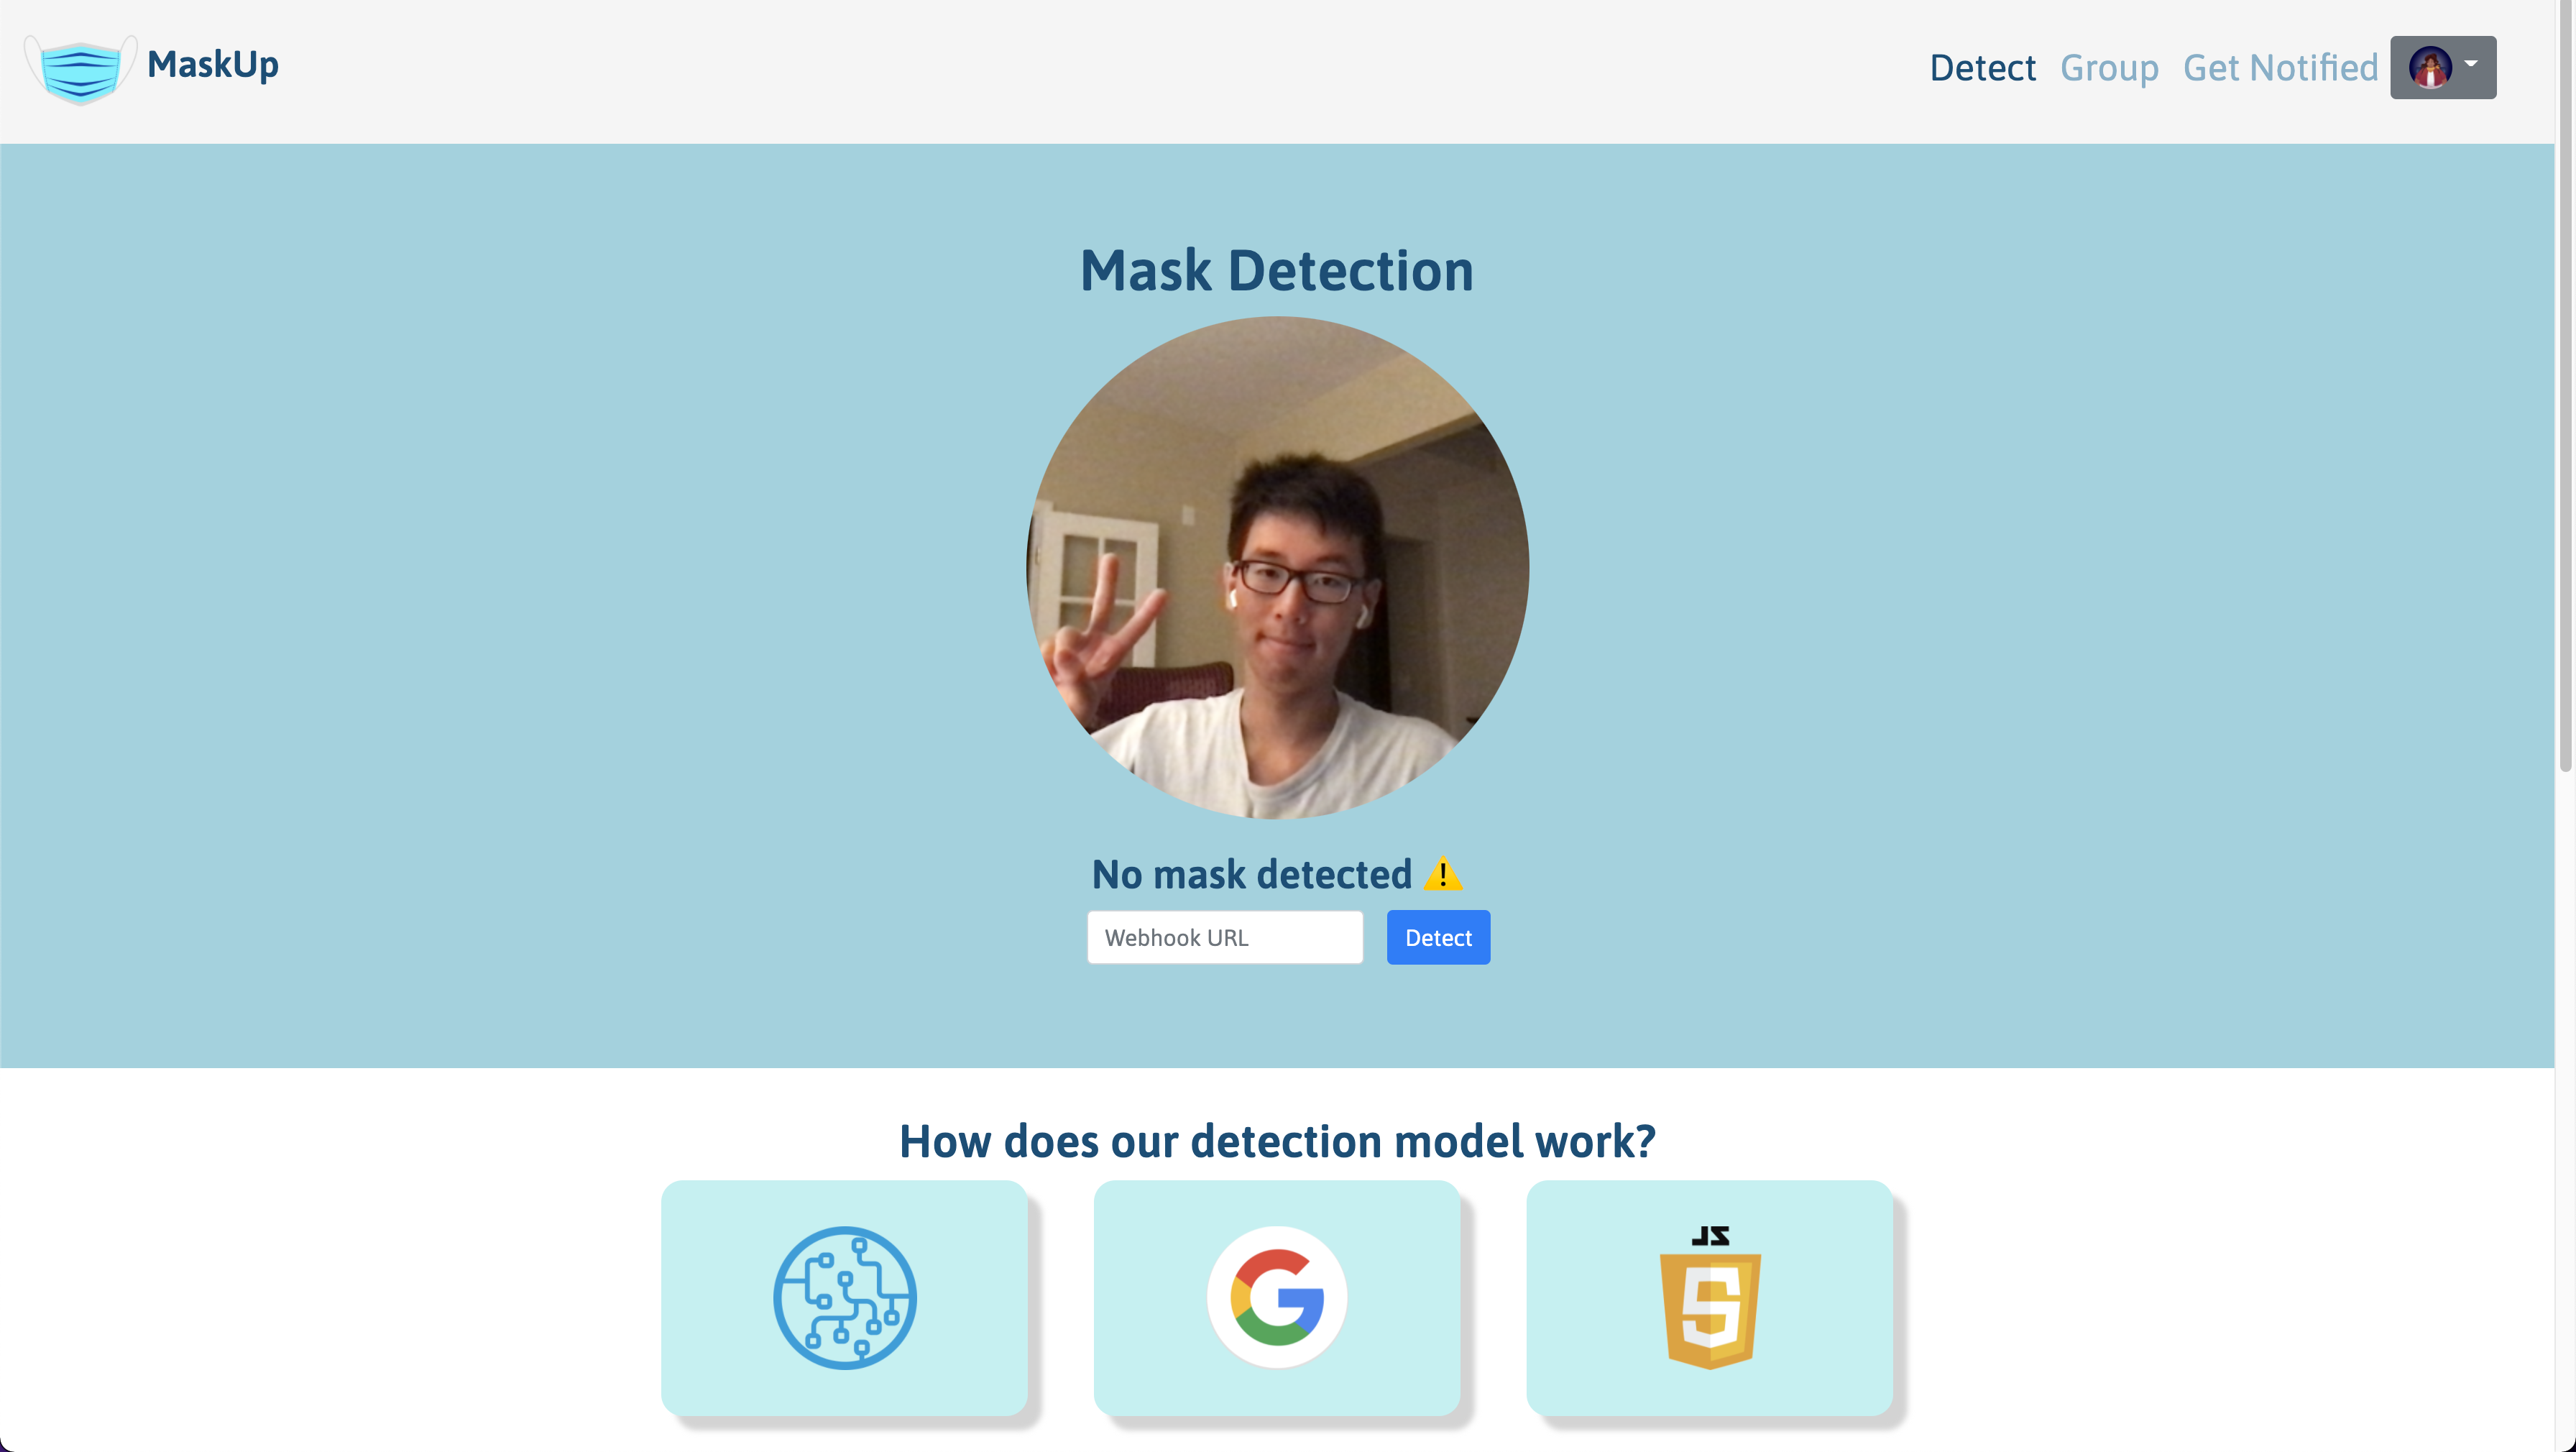 MaskUp
Detect Group Get Notified
Mask Detection
No mask detected ⚠️
Webhook URL Detect
How does our detection model work?
G
JS
5